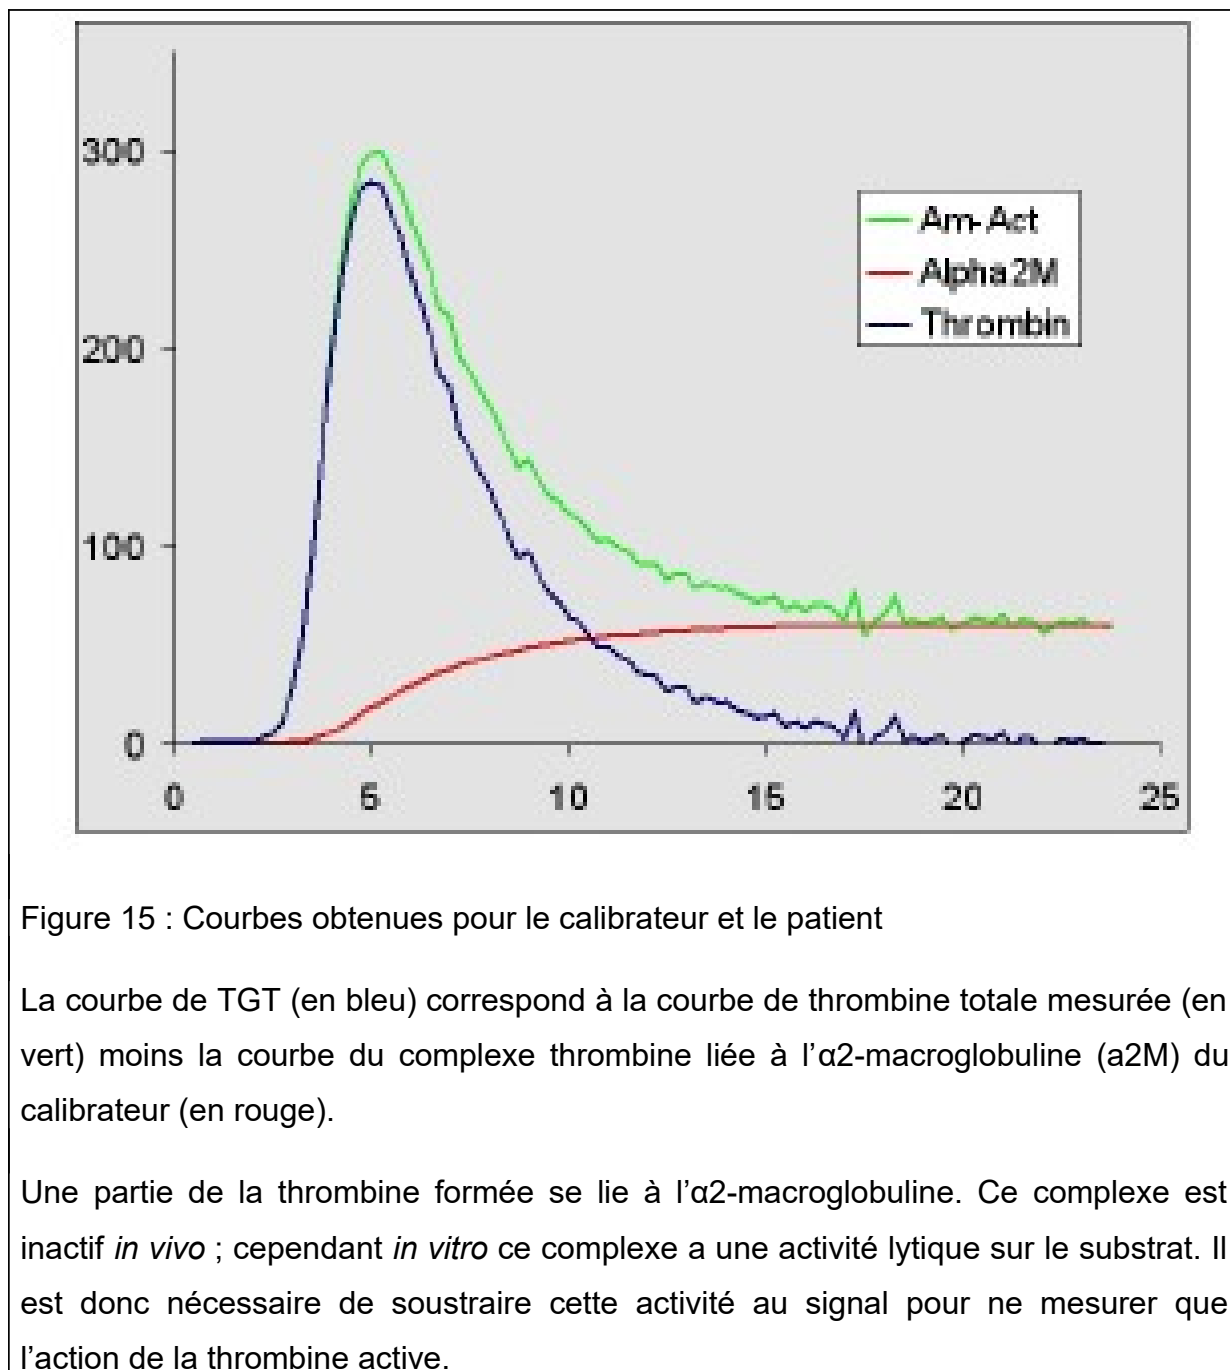 300
200
100
0
0 5 10 15 20 25
Am-Act
Alpha2M
Thrombin
Figure 15 : Courbes obtenues pour le calibrateur et le patient
La courbe de TGT (en bleu) correspond à la courbe de thrombine totale mesurée (en
vert) moins la courbe du complexe thrombine liée à l’α2-macroglobuline (a2M) du
calibrateur (en rouge).
Une partie de la thrombine formée se lie à l’α2-macroglobuline. Ce complexe est
inactif in vivo ; cependant in vitro ce complexe a une activité lytique sur le substrat. Il
est donc nécessaire de soustraire cette activité au signal pour ne mesurer que
l’action de la thrombine active.